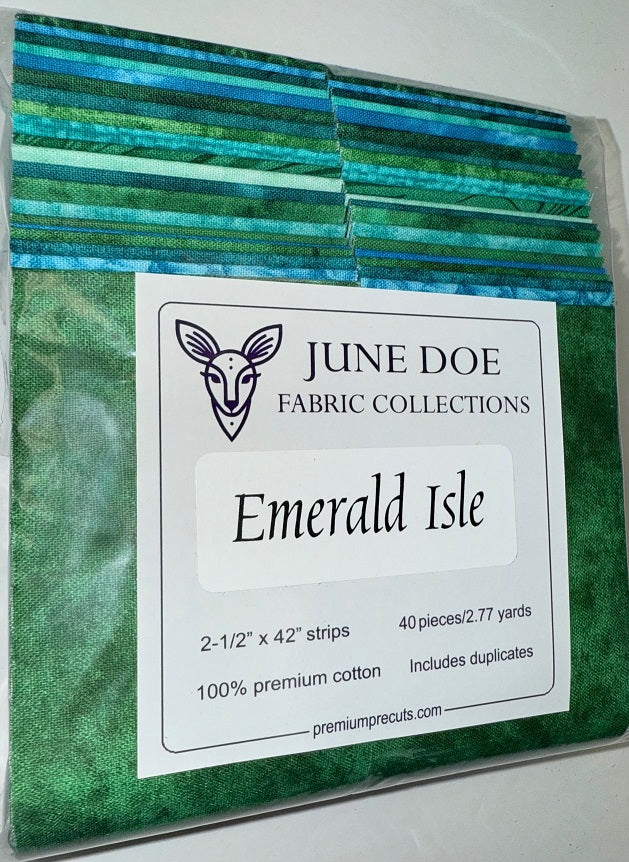 JUNE DOE
FABRIC COLLECTIONS
Emerald Isle
2-1/2” x 42” strips
40 pieces/2.77 yards
100% premium cotton
Includes duplicates
premiumprecuts.com